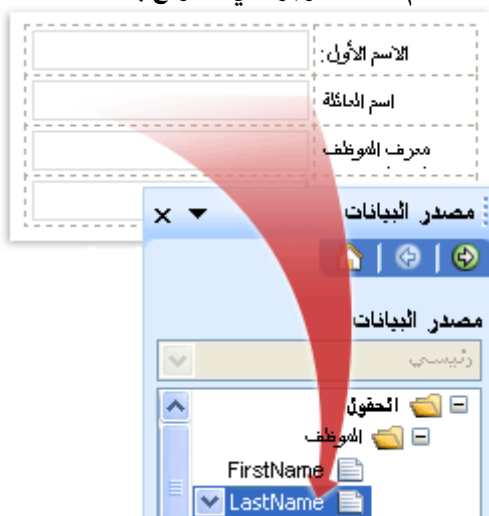 الاسم الأول:
اسم العائلة
معرف الموظف
مصدر البيانات
مصدر البيانات
رئيسي
الحقول
الموظف
FirstName
LastName